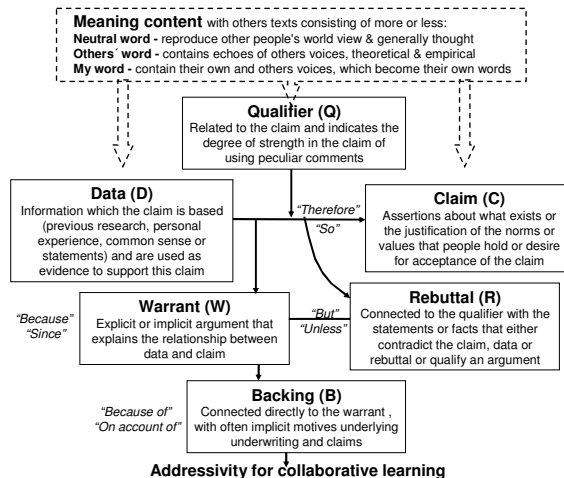 Meaning content with others texts consisting of more or less:
Neutral word - reproduce other people's world view & generally thought
Others´ word - contains echoes of others voices, theoretical & empirical
My word - contain their own and others voices, which become their own words
Qualifier (Q)
Related to the claim and indicates the
degree of strength in the claim of
using peculiar comments
Data (D)
Information which the claim is based
(previous research, personal
experience, common sense or
statements) and are used as
evidence to support this claim
“Therefore”
“So”
Claim (C)
Assertions about what exists or
the justification of the norms or
values that people hold or desire
for acceptance of the claim
“Because”
“Since”
Warrant (W)
Explicit or implicit argument that
explains the relationship between
data and claim
“But”
“Unless”
Rebuttal (R)
Connected to the qualifier with the
statements or facts that either
contradict the claim, data or
rebuttal or qualify an argument
“Because of”
“On account of”
Backing (B)
Connected directly to the warrant ,
with often implicit motives underlying
underwriting and claims
Addressivity for collaborative learning